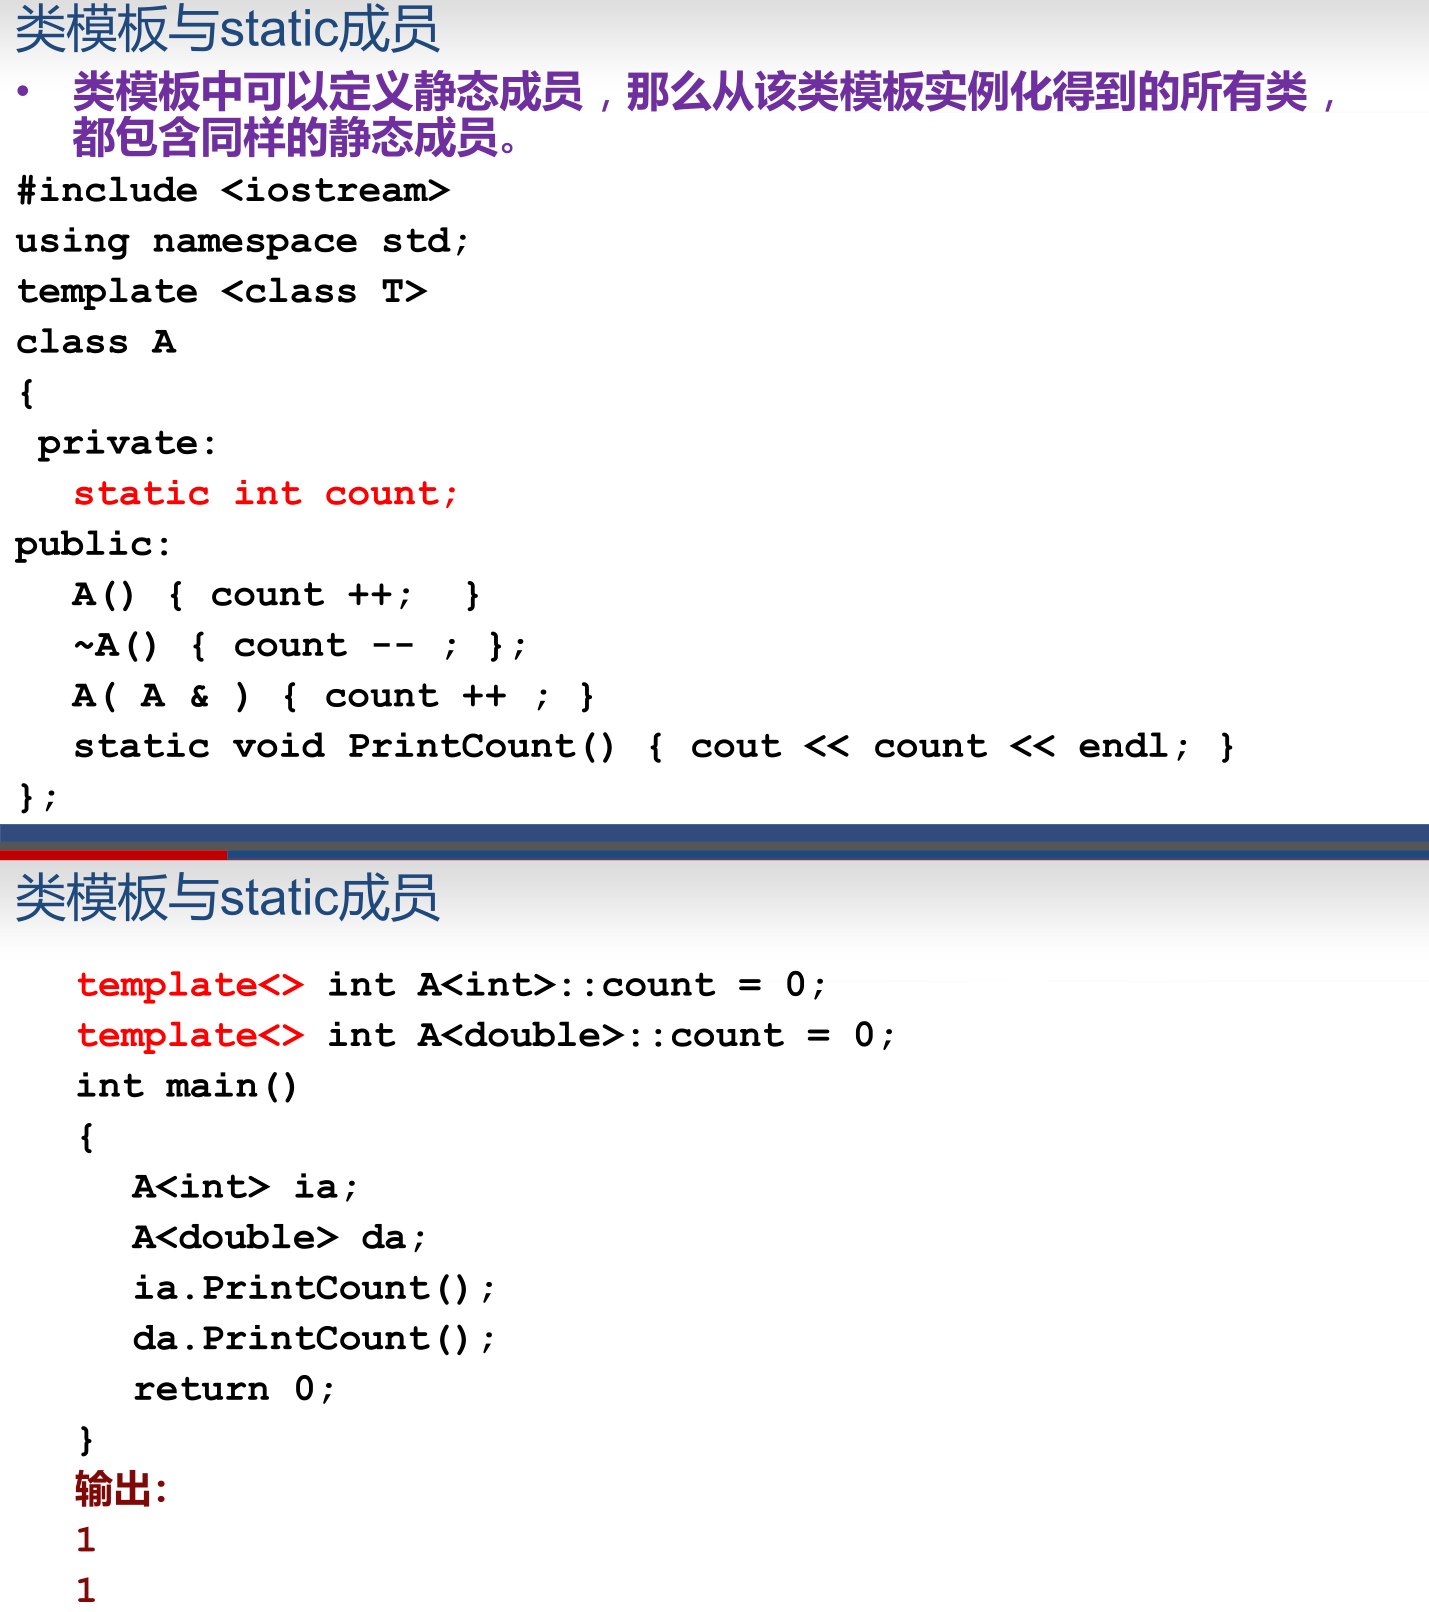 类模板与static成员
• 类模板中可以定义静态成员，那么从该类模板实例化得到的所有类，
都包含同样的静态成员。
#include <iostream>
using namespace std;
template <class T>
class A
{
private:
static int count;
public:
A() { count ++; }
~A() { count -- ; };
A( A & ) { count ++ ; }
static void PrintCount() { cout << count << endl; }
};
类模板与static成员
template<> int A<int>::count = 0;
template<> int A<double>::count = 0;
int main()
{
A<int> ia;
A<double> da;
ia.PrintCount();
da.PrintCount();
return 0;
}
输出:
1
1